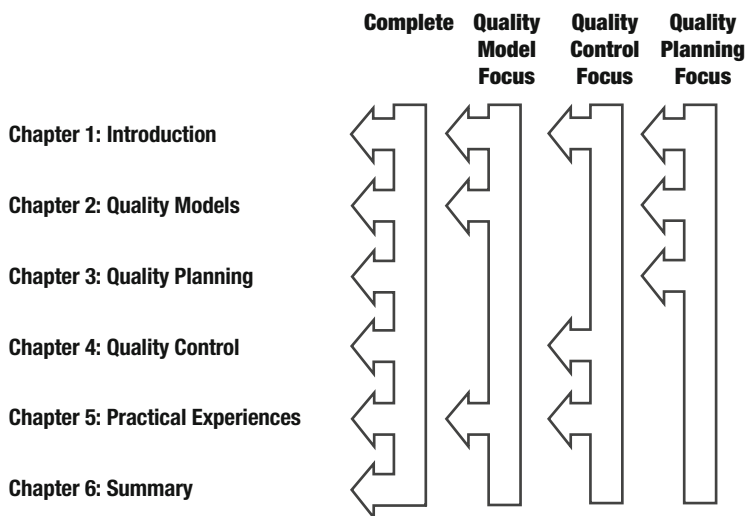 Complete Quality Quality Quality
Model Control Planning
Focus Focus Focus
Chapter 1: Introduction
Chapter 2: Quality Models
Chapter 3: Quality Planning
Chapter 4: Quality Control
Chapter 5: Practical Experiences
Chapter 6: Summary